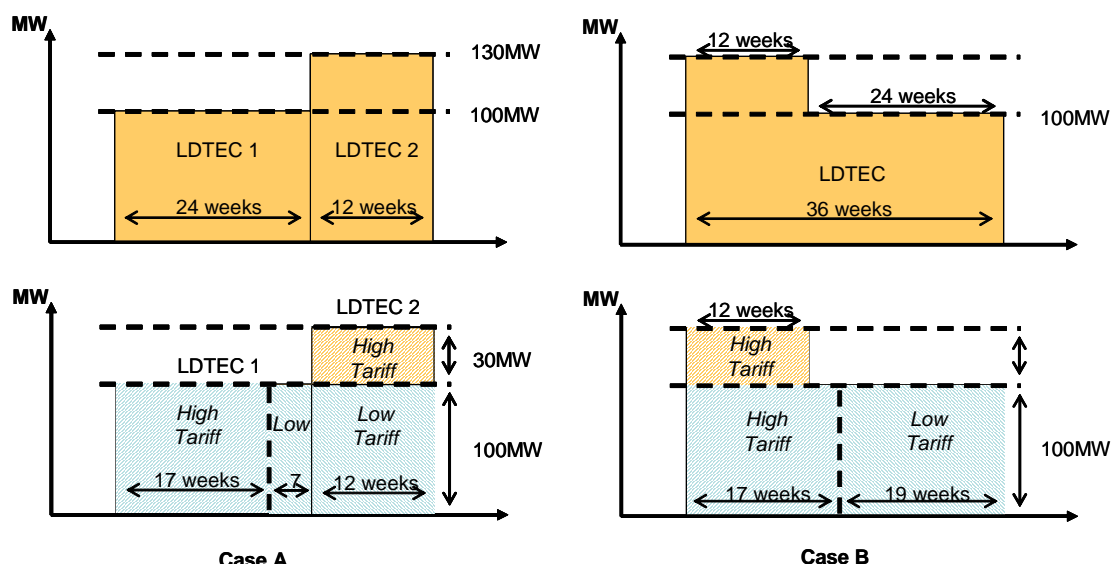 MW
130MW
100MW
LDTEC 1
LDTEC 2
24 weeks
12 weeks
12 weeks
24 weeks
100MW
LDTEC
36 weeks
MW
LDTEC 2
High
Tariff
30MW
LDTEC 1
High
Tariff
Low
Low
Tariff
100MW
17 weeks
7
12 weeks
Case A
MW
12 weeks
High
Tariff
High
Tariff
Low
Tariff
100MW
17 weeks
19 weeks
Case B